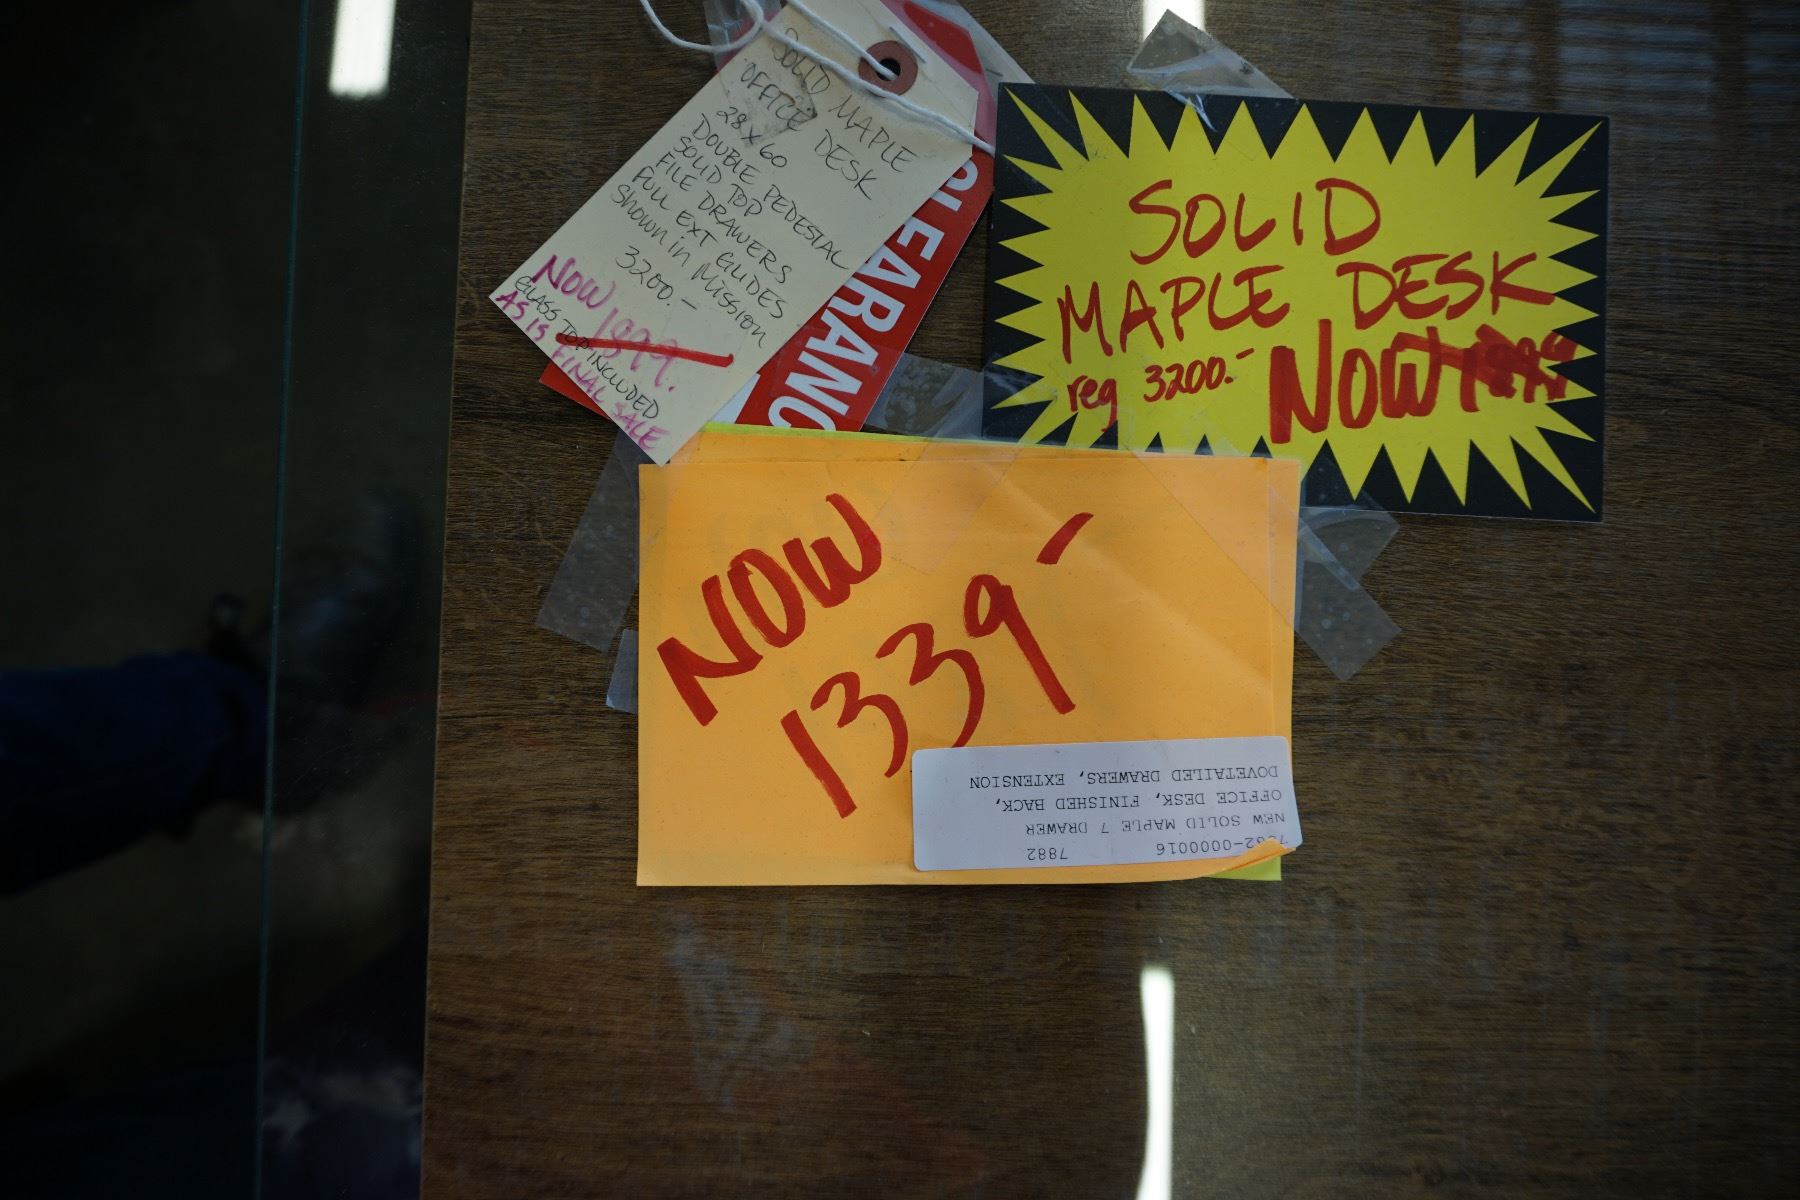 SOLID MAPLE
OFFICE DESK
28 x 60
DOUBLE PEDESTAL
SOLID TOP
FILE DRAWERS
FULL EXT GLIDES
Shown in Mission
3200.-
NOW 1899.
GLASS TOP INCLUDED
AS IS FINAL SALE
CLEARANC
SOLID
MAPLE DESK
reg 3200.- NOW 1899
NOW
1339-
7882-0000016 7882
NEW SOLID MAPLE 7 DRAWER
OFFICE DESK, FINISHED BACK,
DOVETAILED DRAWERS, EXTENSION